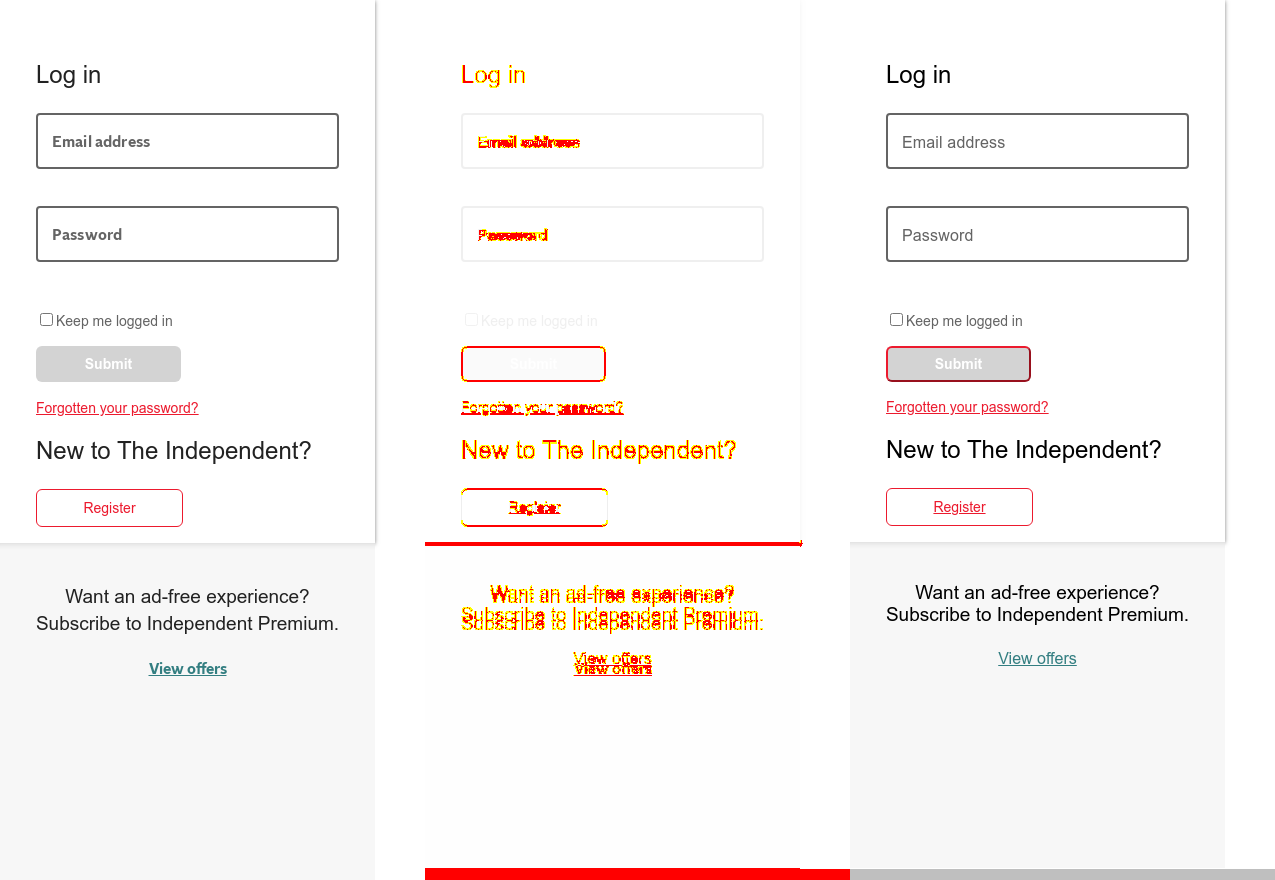 Log in
Email address
Password
Keep me logged in
Submit
Forgotten your password?
New to The Independent?
Register
Want an ad-free experience?
Subscribe to Independent Premium.
View offers
Log in
Email address
Password
Keep me logged in
Submit
Forgotten your password?
New to The Independent?
Register
Want an ad-free experience?
Subscribe to Independent Premium.
View offers
View offers
Log in
Email address
Password
Keep me logged in
Submit
Forgotten your password?
New to The Independent?
Register
Want an ad-free experience?
Subscribe to Independent Premium.
View offers